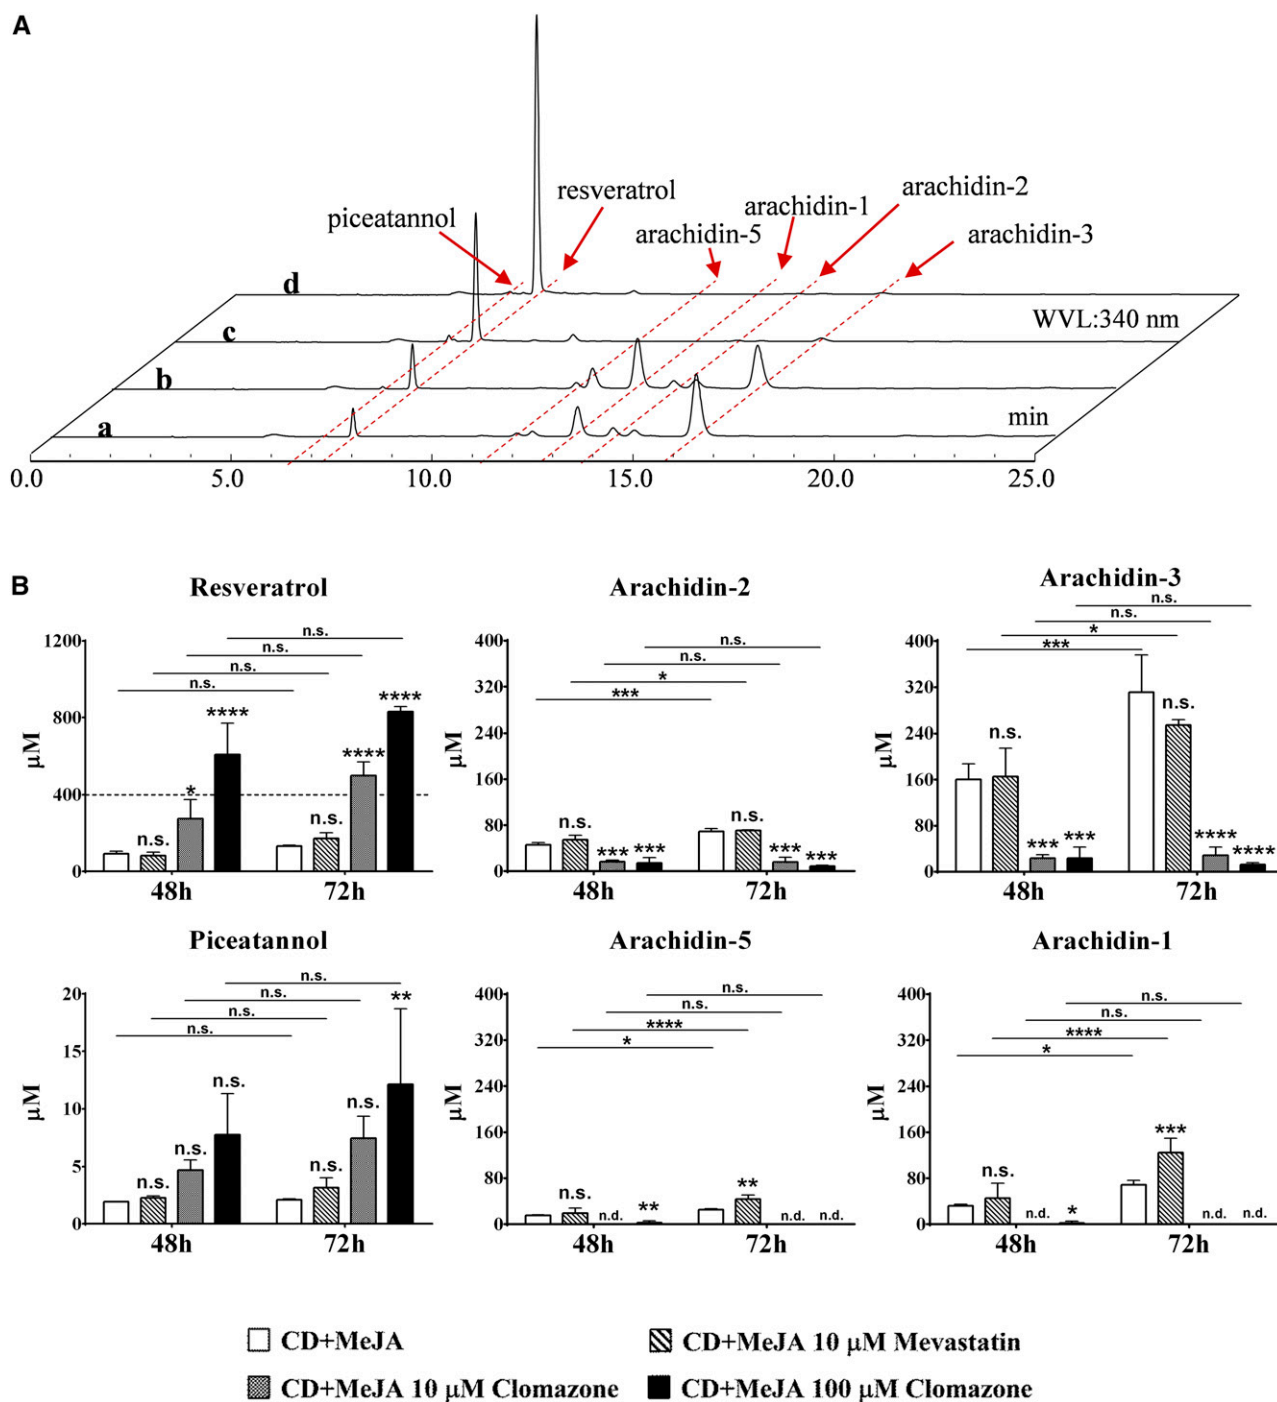 A
resveratrol
piceatannol
arachidin-5
arachidin-1
arachidin-2
arachidin-3
d
c
b
a
WVL:340 nm
min
0.0 5.0 10.0 15.0 20.0 25.0
B
Resveratrol
n.s.
n.s.
n.s.
n.s.
1200
800
400
0
µM
n.s. * **** n.s. **** ****
48h 72h
Arachidin-2
n.s.
n.s.
*
***
400
320
240
160
80
0
µM
n.s. *** *** n.s. *** ***
48h 72h
Arachidin-3
n.s.
n.s.
*
***
400
320
240
160
80
0
µM
n.s. *** *** n.s. **** ****
48h 72h
Piceatannol
n.s.
n.s.
n.s.
n.s.
20
15
10
5
0
µM
n.s. n.s. n.s. n.s. n.s. **
48h 72h
Arachidin-5
n.s.
n.s.
****
*
400
320
240
160
80
0
µM
n.s. n.d. ** ** n.d. n.d.
48h 72h
Arachidin-1
n.s.
n.s.
****
*
400
320
240
160
80
0
µM
n.s. n.d. * *** n.d. n.d.
48h 72h
CD+MeJA
CD+MeJA 10 µM Mevastatin
CD+MeJA 10 µM Clomazone
CD+MeJA 100 µM Clomazone